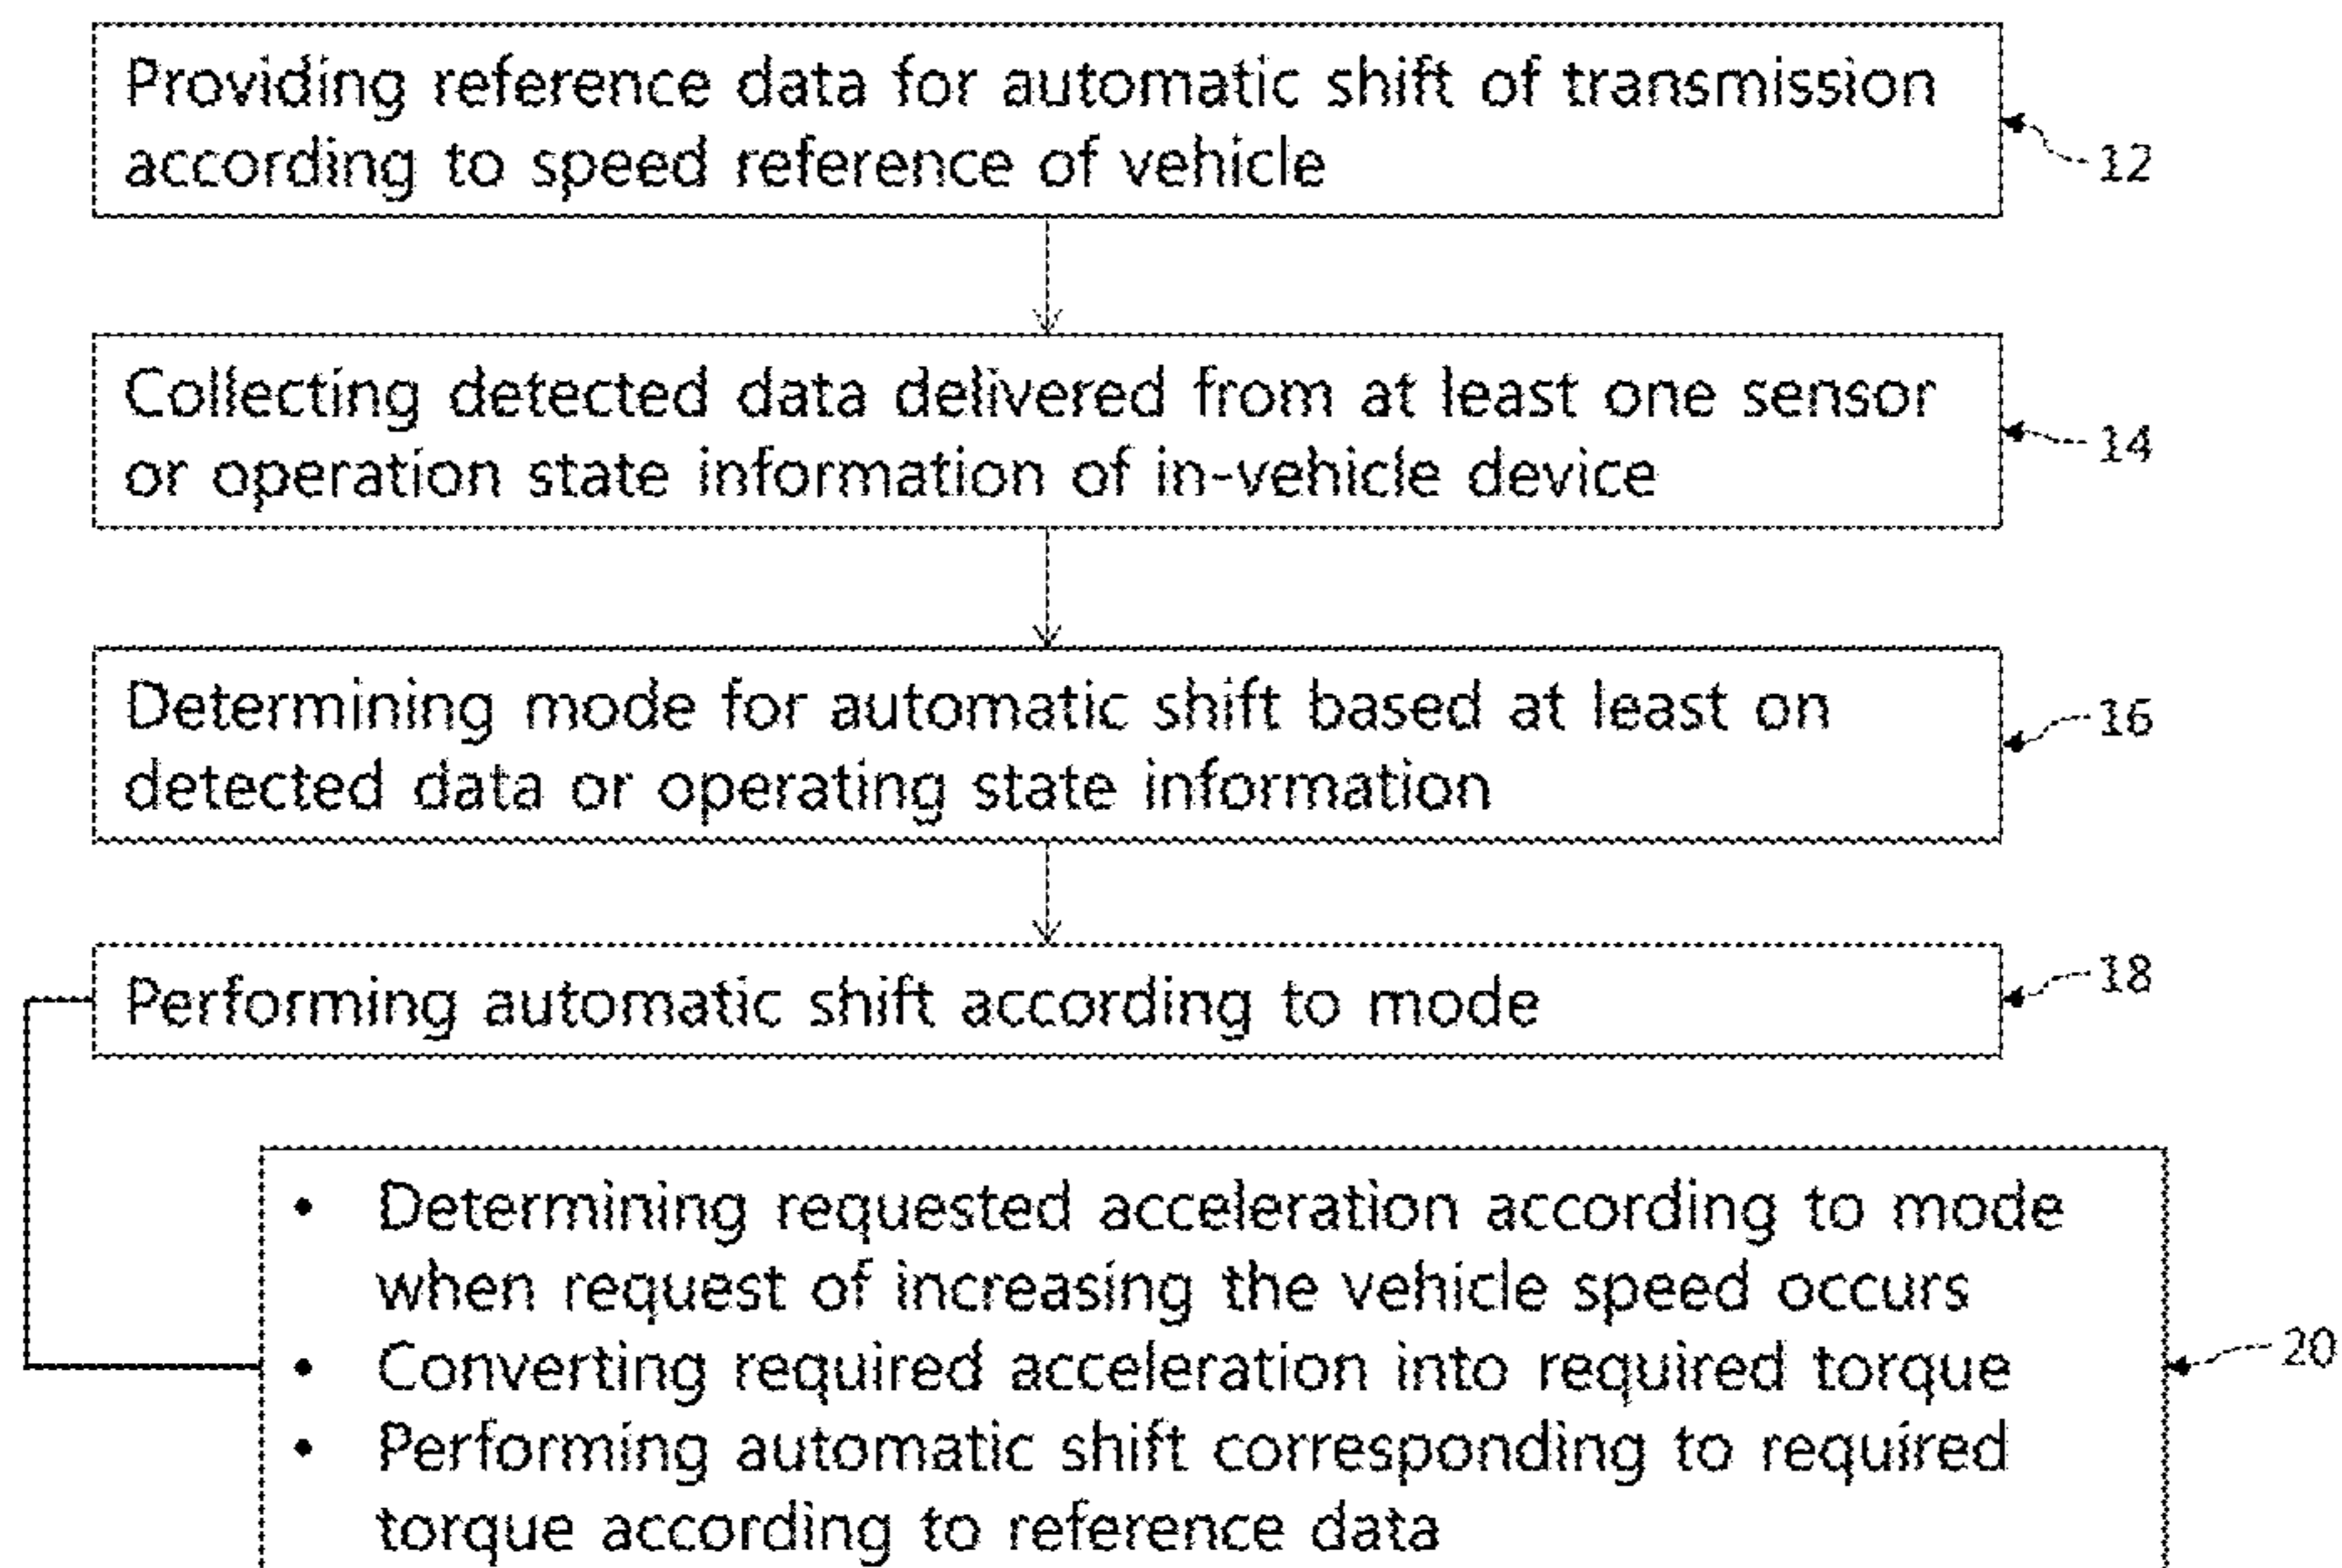 Providing reference data for automatic shift of transmission
according to speed reference of vehicle
12
Collecting detected data delivered from at least one sensor
or operation state information of in-vehicle device
14
Determining mode for automatic shift based at least on
detected data or operating state information
16
Performing automatic shift according to mode
18
• Determining requested acceleration according to mode
when request of increasing the vehicle speed occurs
• Converting required acceleration into required torque
20
• Performing automatic shift corresponding to required
torque according to reference data